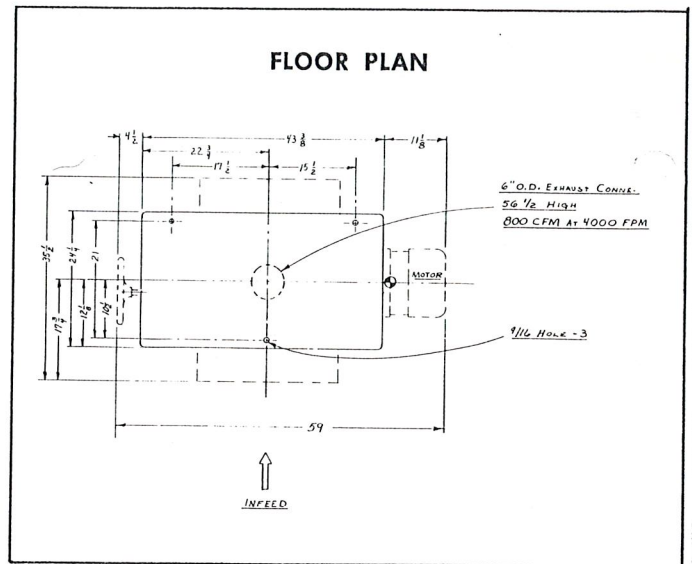 FLOOR PLAN
4 1/2
43 3/8
11 1/8
22 3/4
17 1/2
15 1/2
6" O.D. EXHAUST CONNE.
56 1/2 HIGH
800 CFM AT 4000 FPM
35 1/2
24 1/4
21
17 3/4
12 1/8
10 1/2
MOTOR
9/16 HOLE - 3
59
INFEED